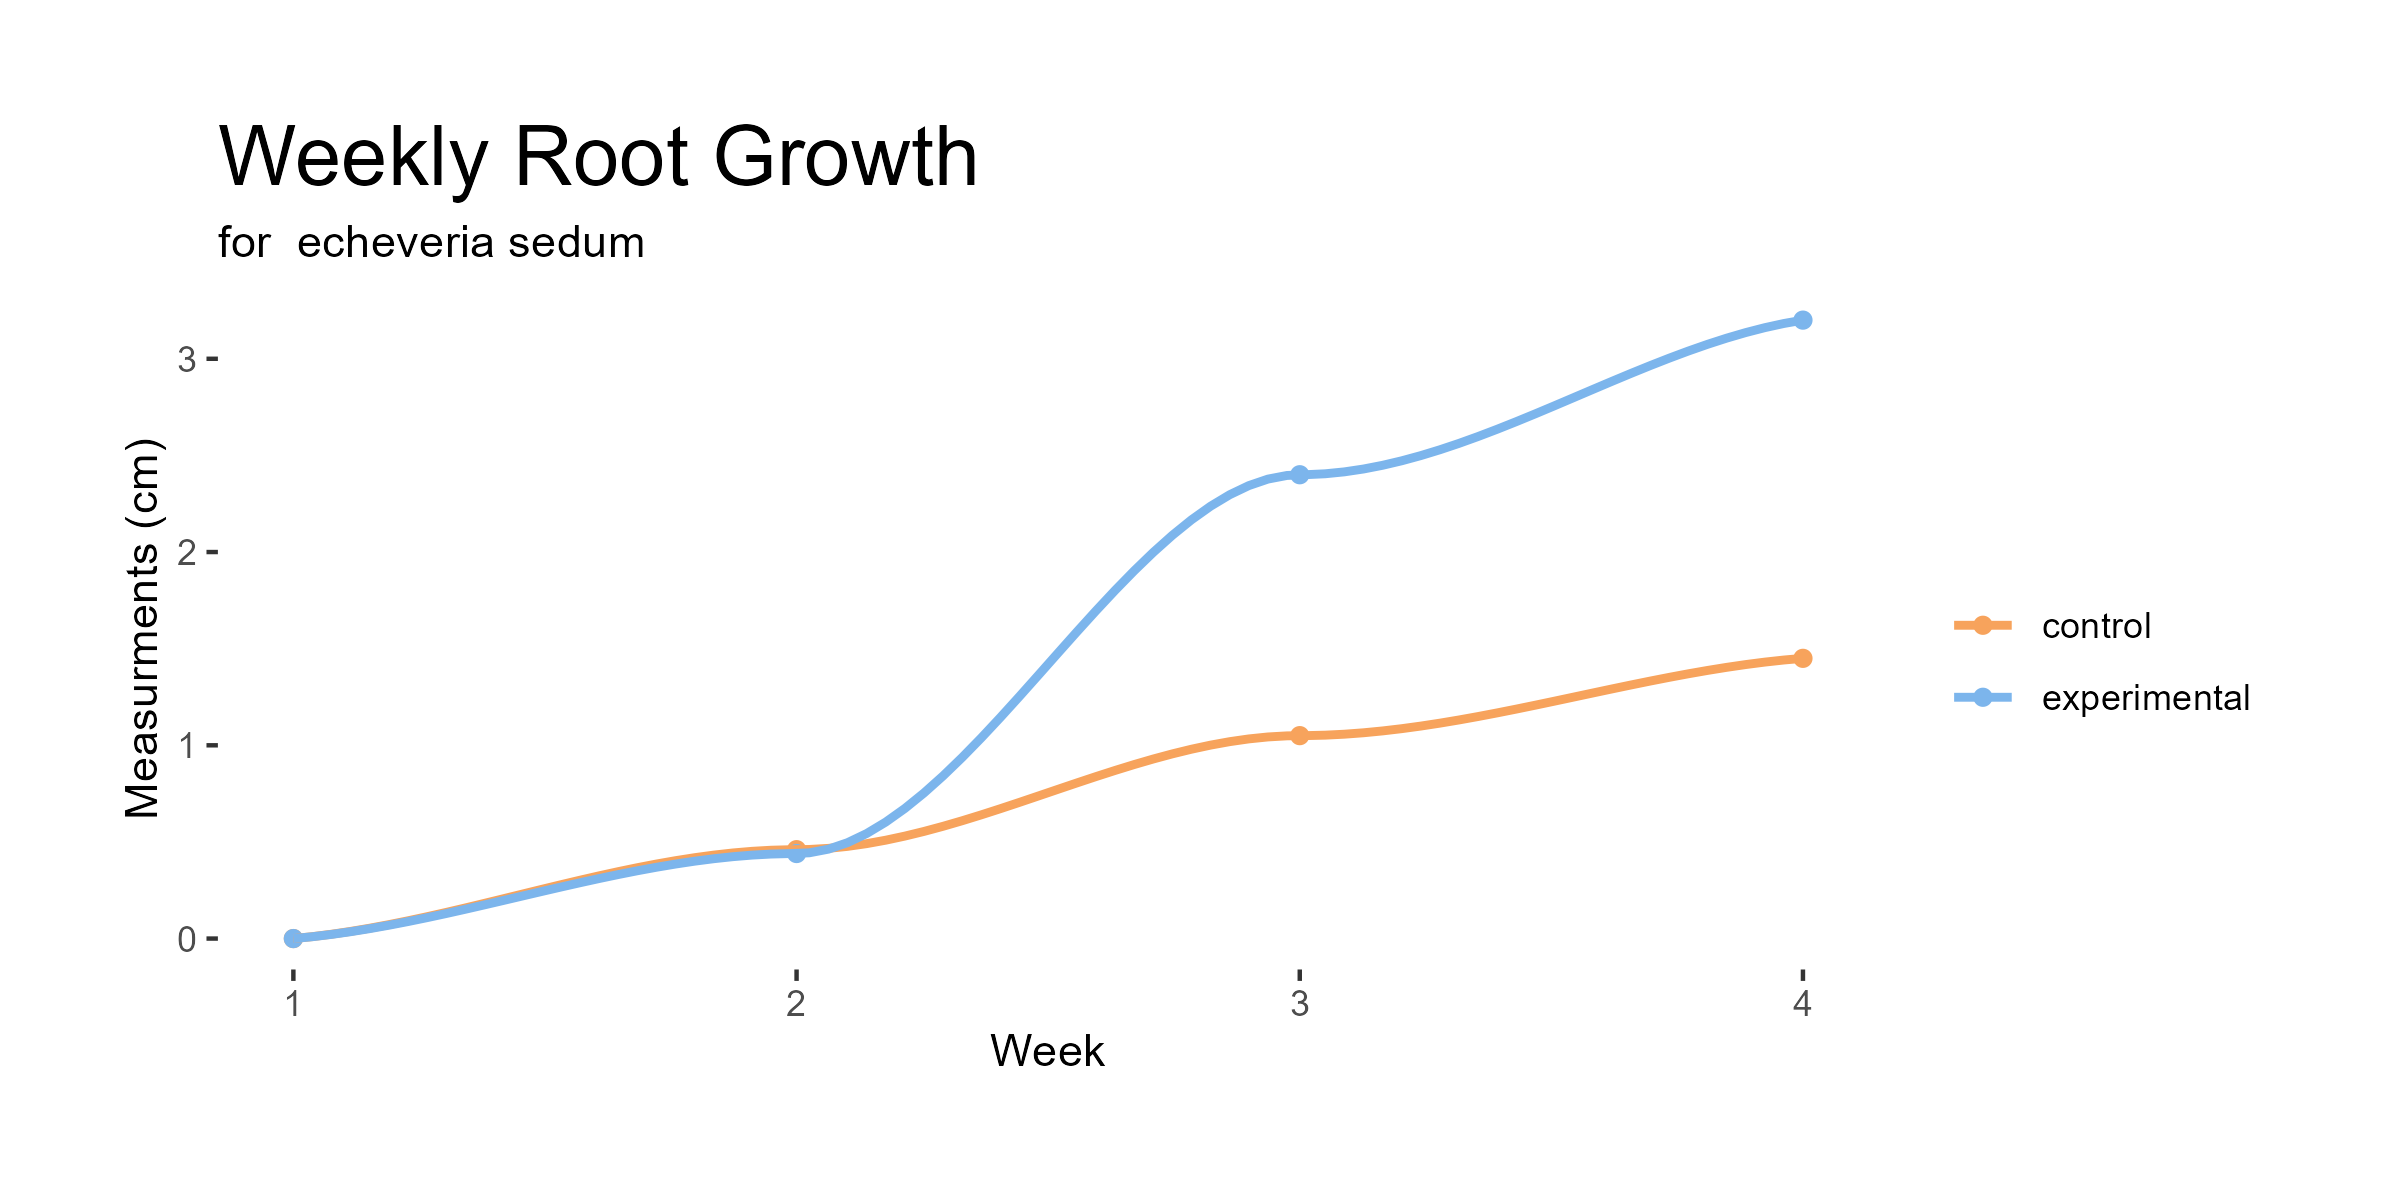 Weekly Root Growth
for  echeveria sedum
3
2
1
0
Measurments (cm)
1 2 3 4
Week
control
experimental